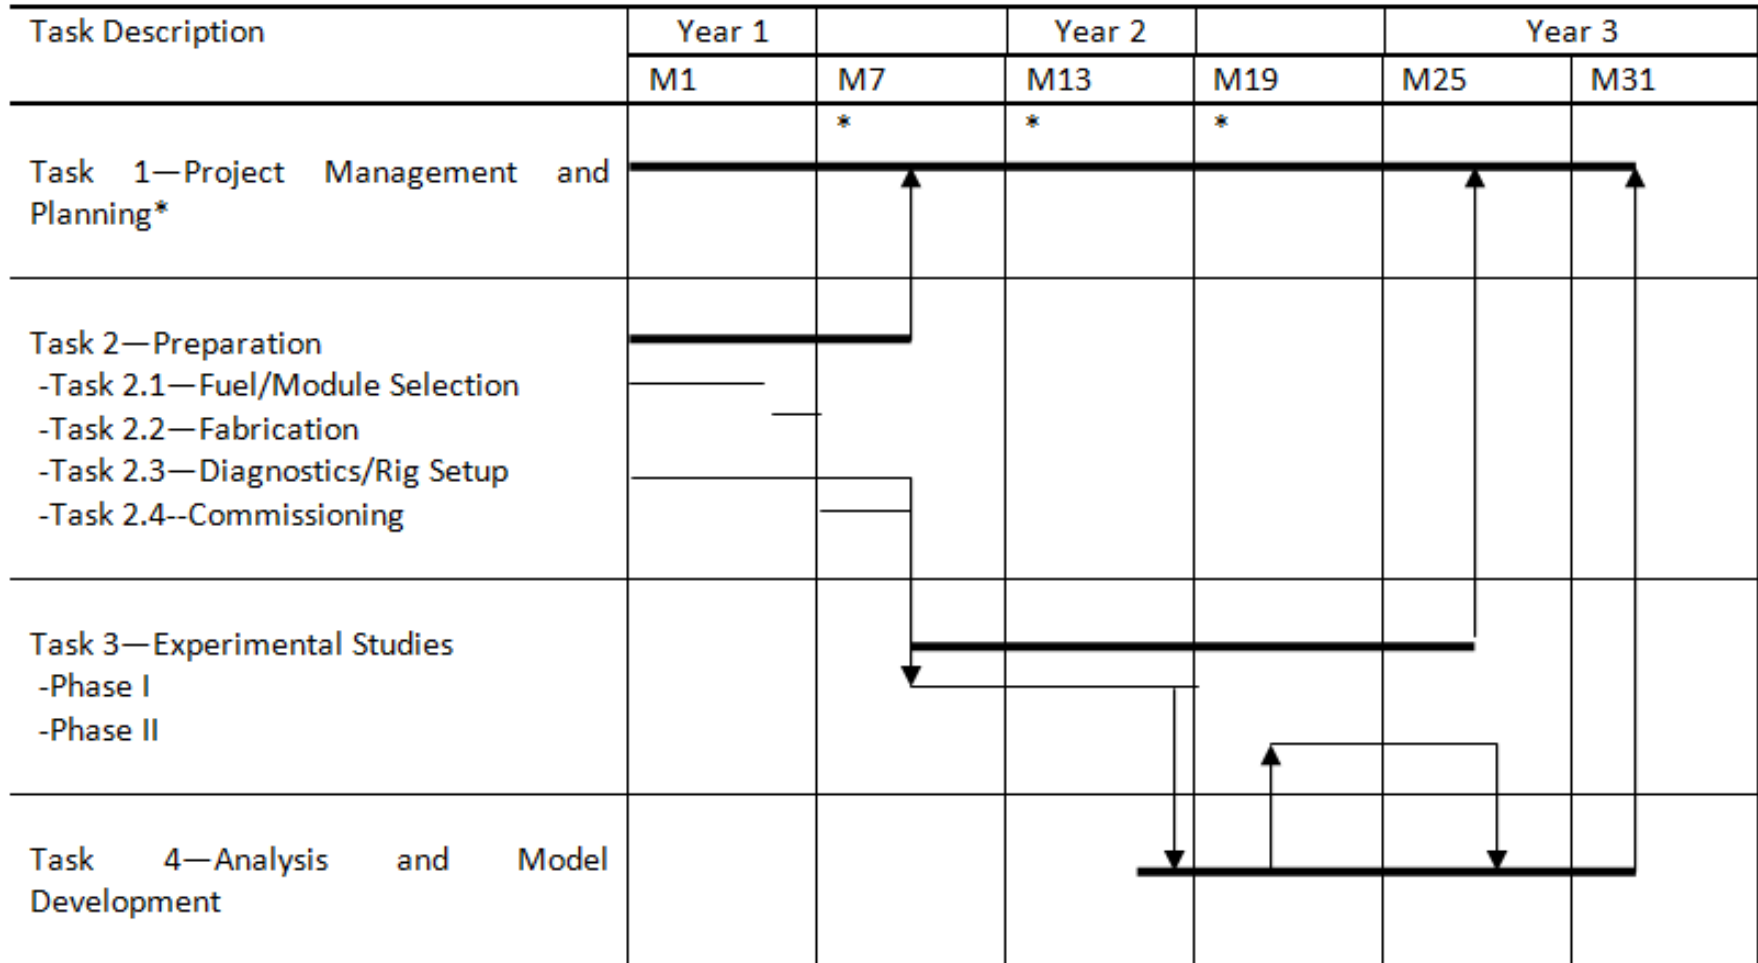 Task Description Year 1 Year 2 Year 3
M1 M7 M13 M19 M25 M31
* * *
Task 1—Project Management and
Planning*
Task 2—Preparation
-Task 2.1—Fuel/Module Selection
-Task 2.2—Fabrication
-Task 2.3—Diagnostics/Rig Setup
-Task 2.4--Commissioning
Task 3—Experimental Studies
-Phase I
-Phase II
Task 4—Analysis and Model
Development